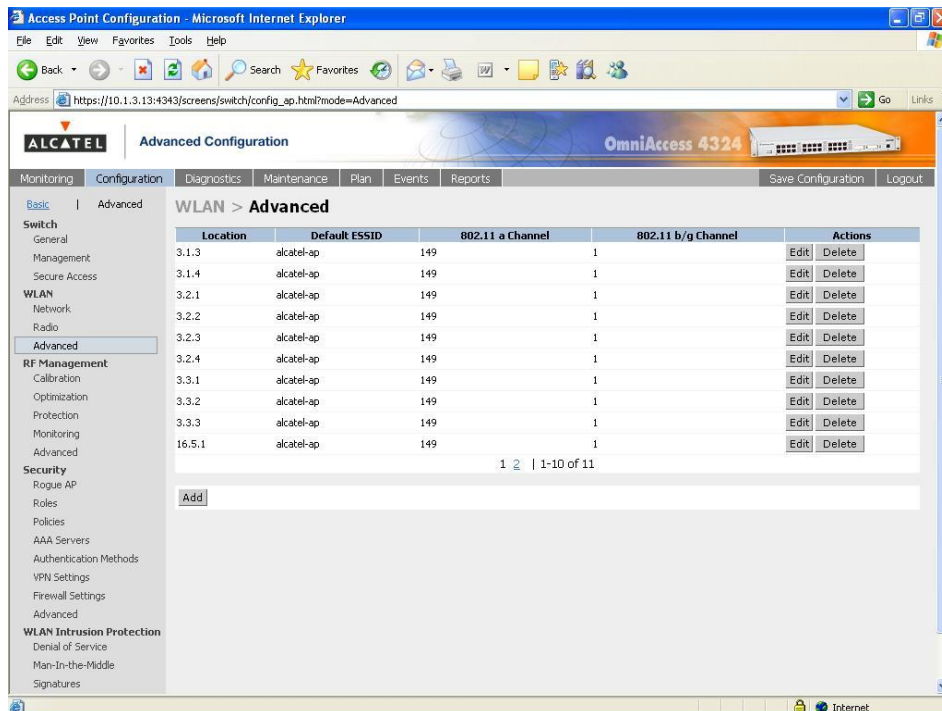 Access Point Configuration - Microsoft Internet Explorer
File Edit View Favorites Tools Help
Back Search Favorites
Address https://10.1.3.13:4343/screens/switch/config_ap.html?mode=Advanced Go Links
ALCATEL Advanced Configuration OmniAccess 4324
Monitoring Configuration Diagnostics Maintenance Plan Events Reports Save Configuration Logout
Basic | Advanced
Switch
General
Management
Secure Access
WLAN
Network
Radio
Advanced
RF Management
Calibration
Optimization
Protection
Monitoring
Advanced
Security
Rogue AP
Roles
Policies
AAA Servers
Authentication Methods
VPN Settings
Firewall Settings
Advanced
WLAN Intrusion Protection
Denial of Service
Man-In-the-Middle
Signatures
WLAN > Advanced
Location Default ESSID 802.11 a Channel 802.11 b/g Channel Actions
3.1.3 alcatel-ap 149 1 Edit Delete
3.1.4 alcatel-ap 149 1 Edit Delete
3.2.1 alcatel-ap 149 1 Edit Delete
3.2.2 alcatel-ap 149 1 Edit Delete
3.2.3 alcatel-ap 149 1 Edit Delete
3.2.4 alcatel-ap 149 1 Edit Delete
3.3.1 alcatel-ap 149 1 Edit Delete
3.3.2 alcatel-ap 149 1 Edit Delete
3.3.3 alcatel-ap 149 1 Edit Delete
16.5.1 alcatel-ap 149 1 Edit Delete
1 2 | 1-10 of 11
Add
Internet